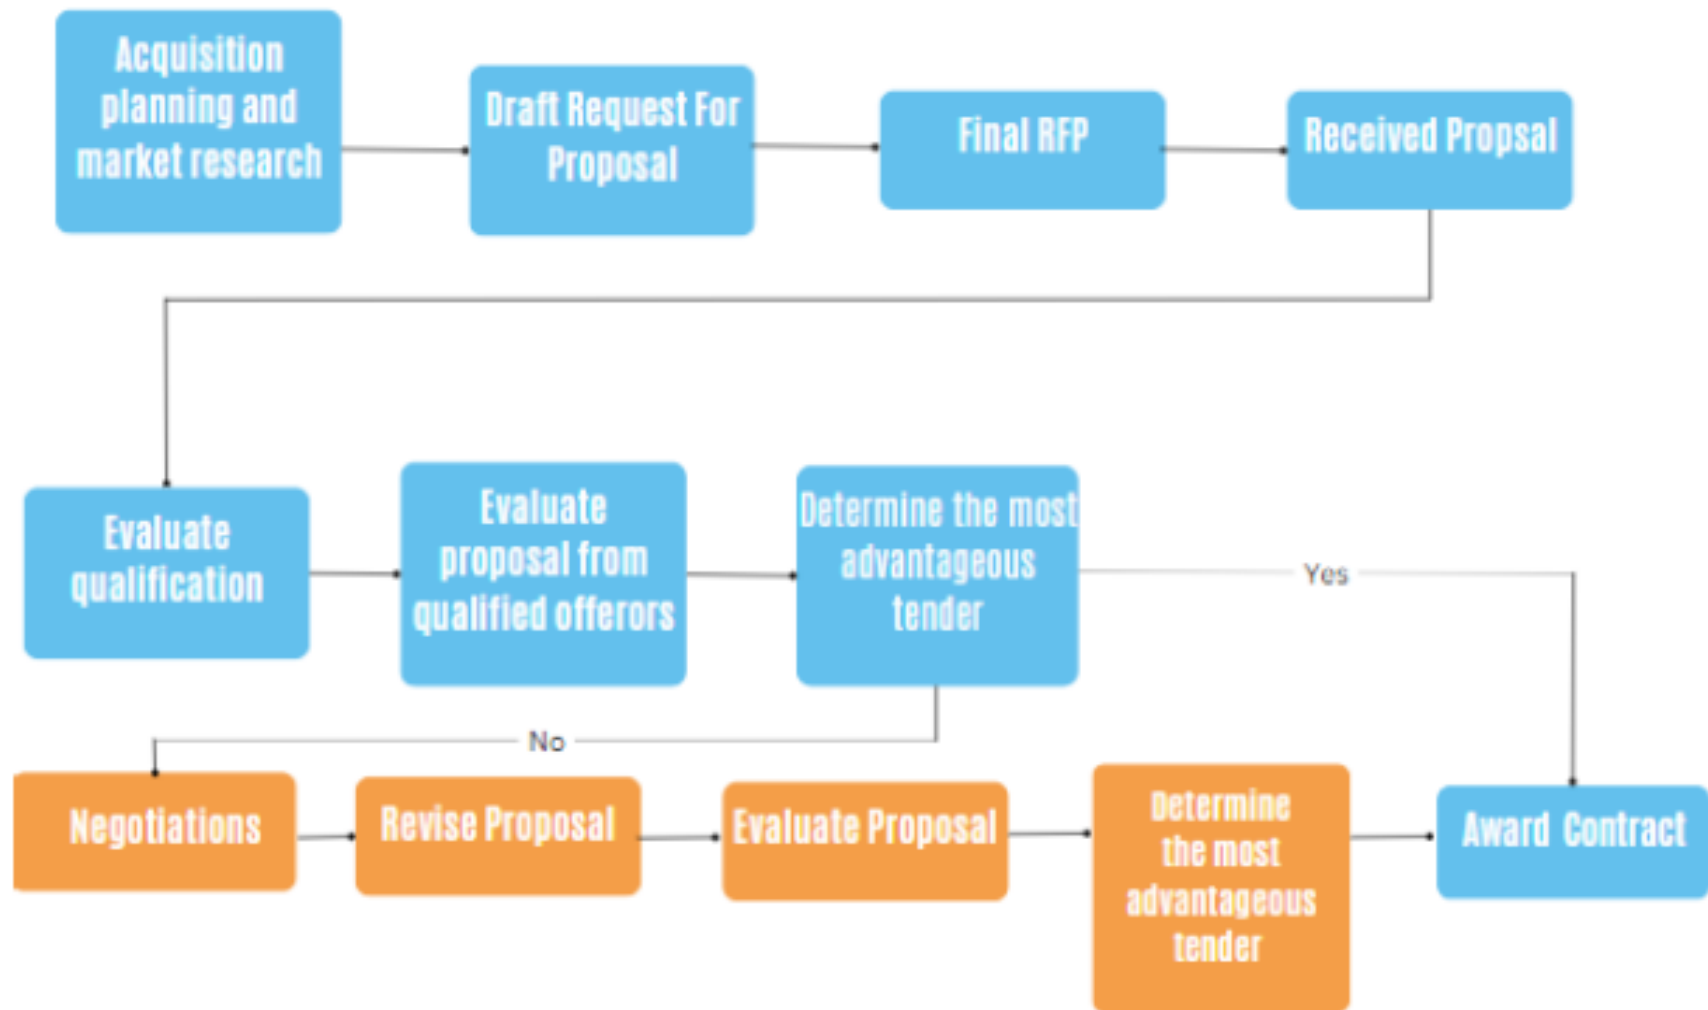 Acquisition
planning and
market research
Draft Request For
Proposal
Final RFP
Received Propsal
Evaluate
qualification
Evaluate
proposal from
qualified offerors
Determine the most
advantageous
tender
Yes
No
Negotiations
Revise Proposal
Evaluate Proposal
Determine
the most
advantageous
tender
Award Contract